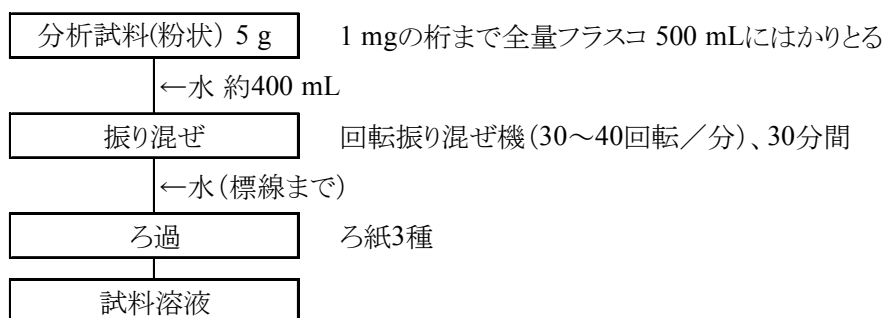 分析試料(粉状) 5 g 1 mgの桁まで全量フラスコ 500 mLにはかりとる
←水 約400 mL
振り混ぜ 回転振り混ぜ機(30～40回転／分)、30分間
←水(標線まで)
ろ過 ろ紙3種
試料溶液